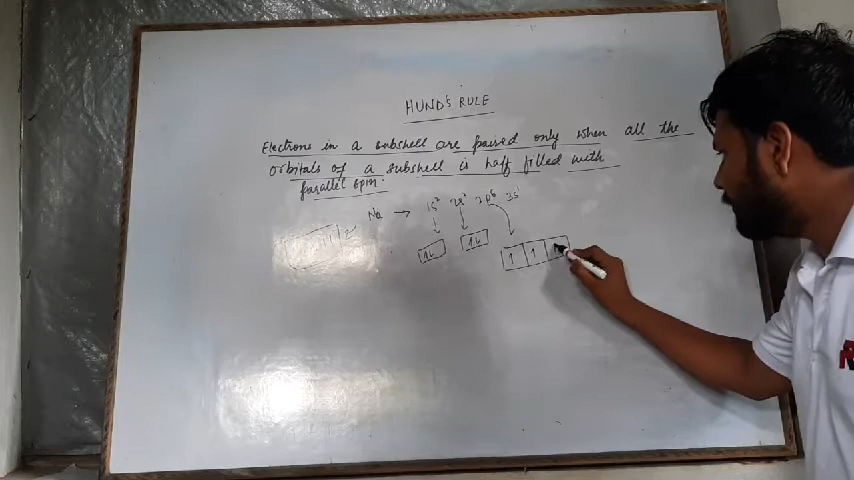 HUND'S RULE
Electrons in a subshell are paired only when all the
orbitals of a subshell is half filled with
parallel spin.
Na → 1s² 2s² 2p⁶ 3s¹
↑↓ ↑↓ ↑ ↑ ↑